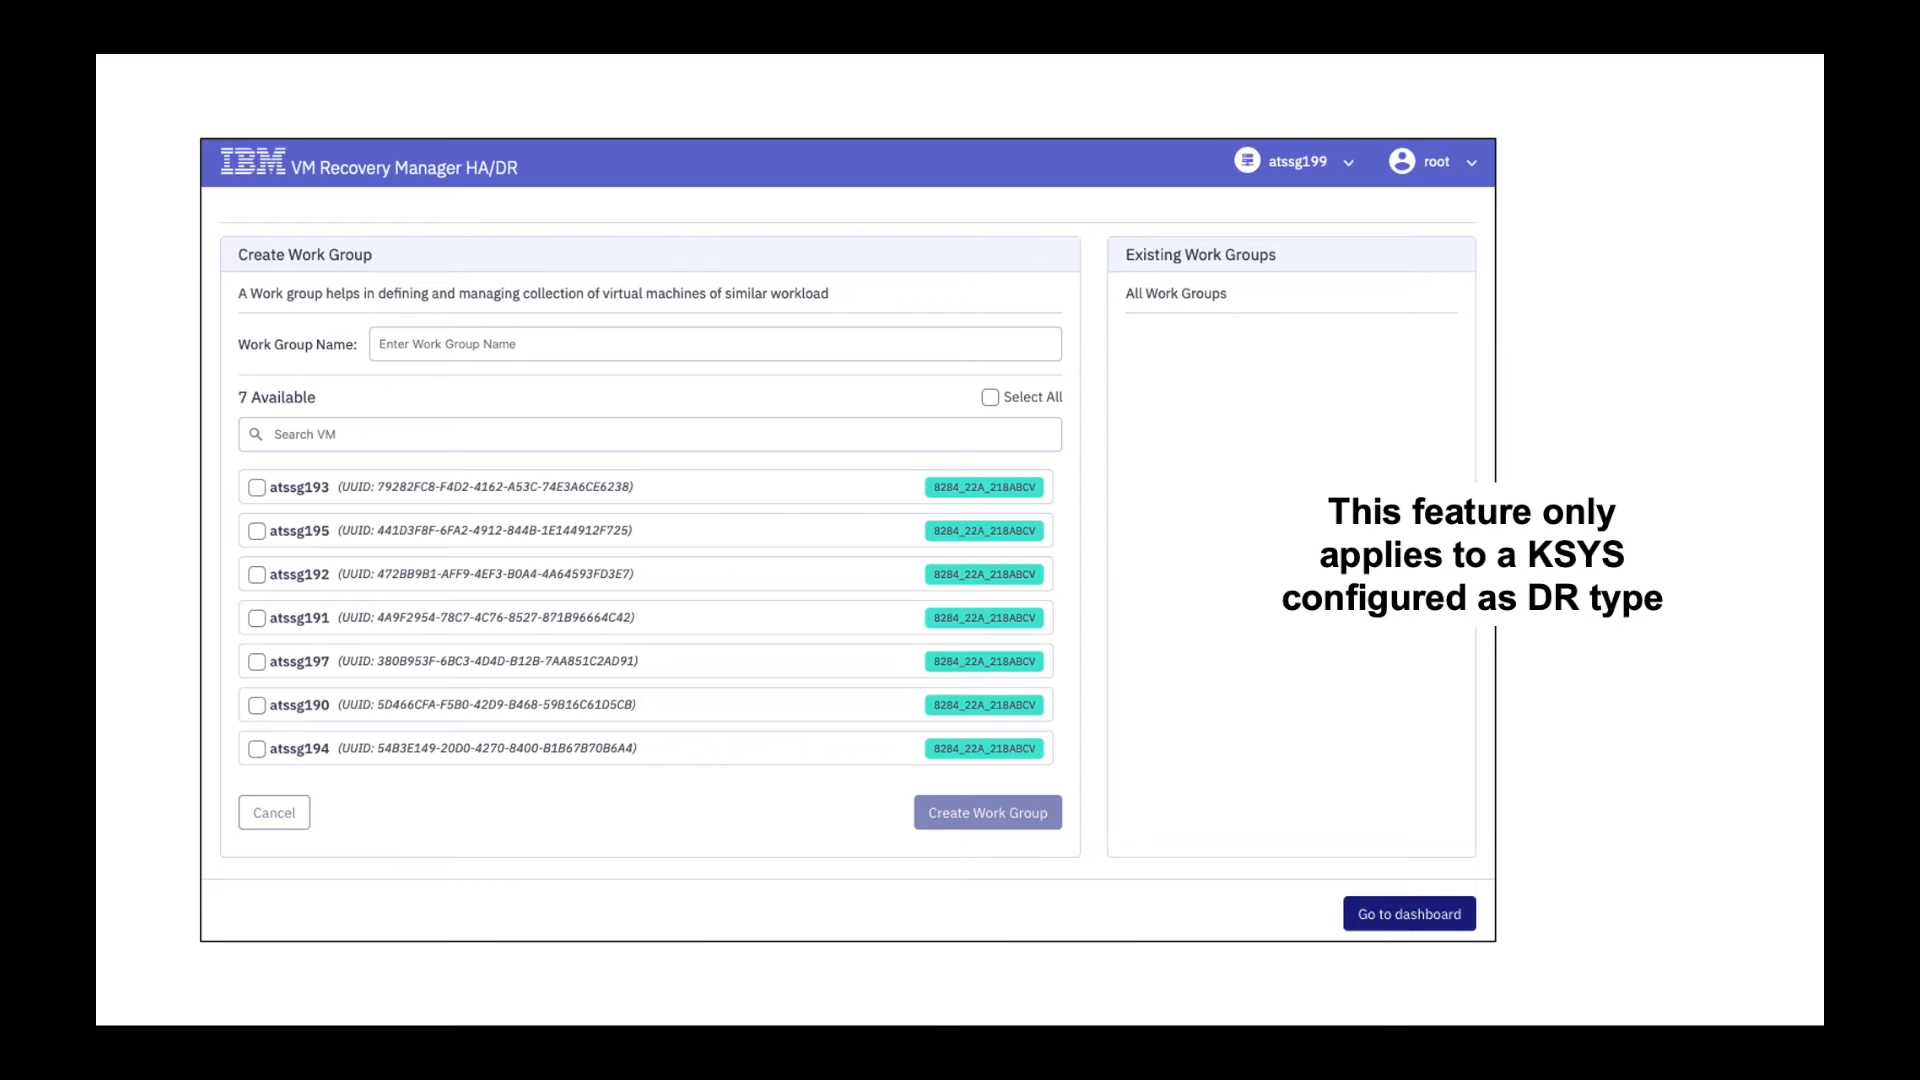 IBM VM Recovery Manager HA/DR
atssg199
root
Create Work Group
A Work group helps in defining and managing collection of virtual machines of similar workload
Work Group Name:
Enter Work Group Name
7 Available
Select All
Search VM
atssg193 (UUID: 79282FC8-F4D2-4162-A53C-74E3A6CE6238) 8284_22A_218ABCV
atssg195 (UUID: 441D3F8F-6FA2-4912-844B-1E144912F725) 8284_22A_218ABCV
atssg192 (UUID: 472BB9B1-AFF9-4EF3-B0A4-4A64593FD3E7) 8284_22A_218ABCV
atssg191 (UUID: 4A9F2954-78C7-4C76-8527-871B96664C42) 8284_22A_218ABCV
atssg197 (UUID: 380B953F-6BC3-4D4D-B12B-7AA851C2AD91) 8284_22A_218ABCV
atssg190 (UUID: 5D466CFA-F5B0-42D9-B468-59B16C61D5CB) 8284_22A_218ABCV
atssg194 (UUID: 54B3E149-20D0-4270-8400-B1B67B70B6A4) 8284_22A_218ABCV
Cancel
Create Work Group
Existing Work Groups
All Work Groups
This feature only
applies to a KSYS
configured as DR type
Go to dashboard